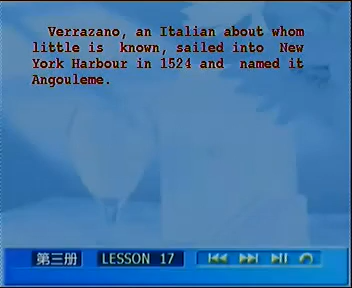 Verrazano, an Italian about whom
little is known, sailed into New
York Harbour in 1524 and named it
Angouleme.
第三册 LESSON 17